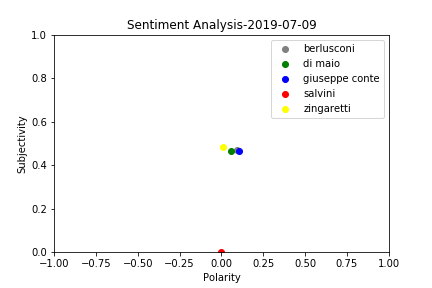 Sentiment Analysis-2019-07-09
berlusconi
di maio
giuseppe conte
salvini
zingaretti
Subjectivity
1.0
0.8
0.6
0.4
0.2
0.0
−1.00 −0.75 −0.50 −0.25 0.00 0.25 0.50 0.75 1.00
Polarity